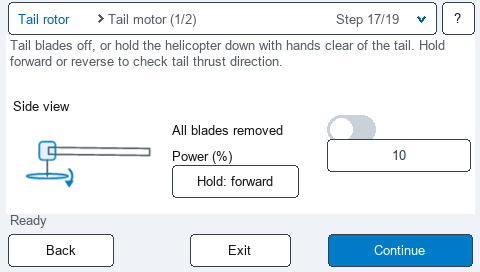 Tail rotor > Tail motor (1/2) Step 17/19 ?
Tail blades off, or hold the helicopter down with hands clear of the tail. Hold
forward or reverse to check tail thrust direction.
Side view
All blades removed
Power (%) 10
Hold: forward
Ready
Back Exit Continue